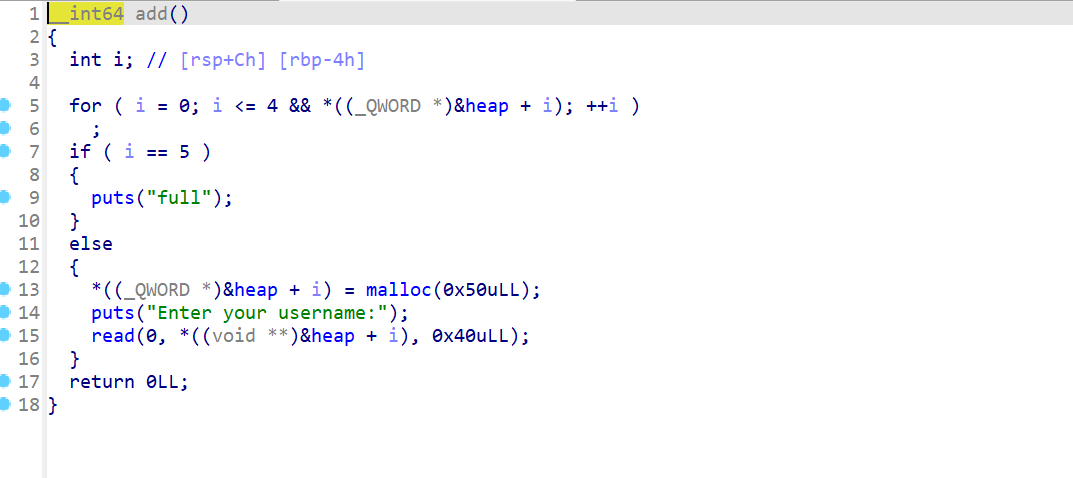 1 __int64 add()
2 {
3   int i; // [rsp+Ch] [rbp-4h]
4
5   for ( i = 0; i <= 4 && *((_QWORD *)&heap + i); ++i )
6     ;
7   if ( i == 5 )
8   {
9     puts("full");
10   }
11   else
12   {
13     *((_QWORD *)&heap + i) = malloc(0x50uLL);
14     puts("Enter your username:");
15     read(0, *((void **)&heap + i), 0x40uLL);
16   }
17   return 0LL;
18 }